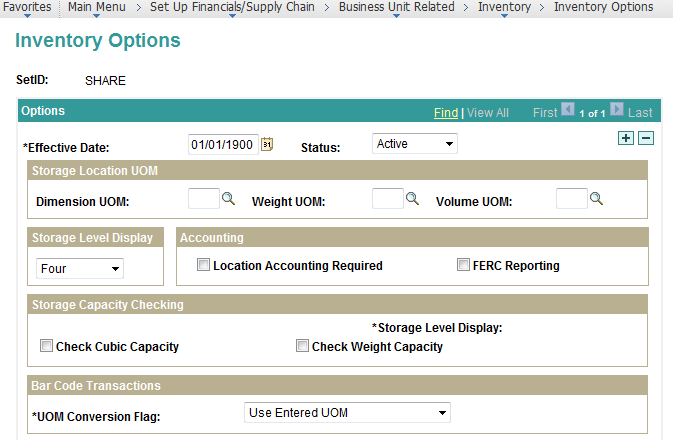 Favorites Main Menu > Set Up Financials/Supply Chain > Business Unit Related > Inventory > Inventory Options
Inventory Options
SetID: SHARE
Options Find | View All First 1 of 1 Last
*Effective Date: 01/01/1900 31 Status: Active
Storage Location UOM
Dimension UOM: Weight UOM: Volume UOM:
Storage Level Display Accounting
Four Location Accounting Required FERC Reporting
Storage Capacity Checking
*Storage Level Display:
Check Cubic Capacity Check Weight Capacity
Bar Code Transactions
*UOM Conversion Flag: Use Entered UOM